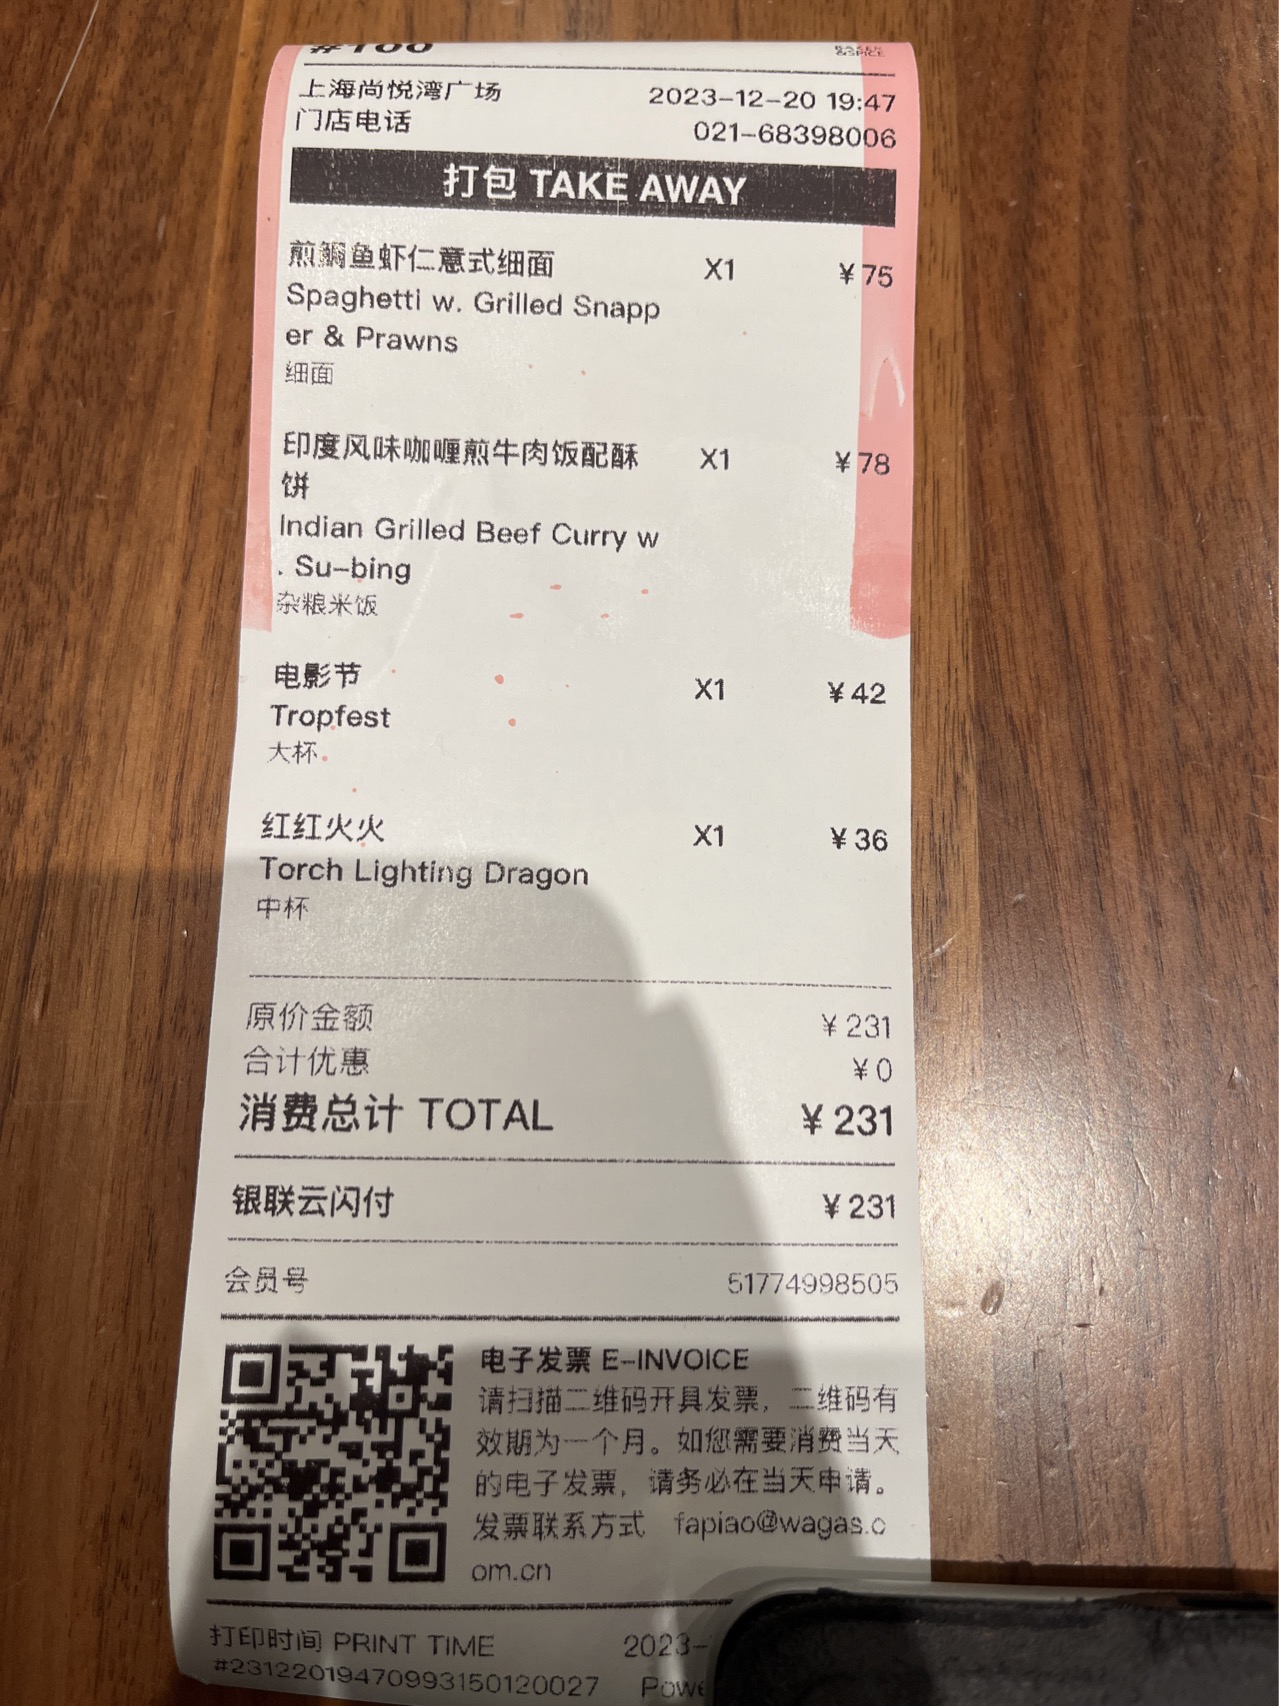 #100
BAKER
&SPICE
上海尚悦湾广场 2023-12-20 19:47
门店电话 021-68398006
打包 TAKE AWAY
煎鲷鱼虾仁意式细面 X1 ¥75
Spaghetti w. Grilled Snapp
er & Prawns
细面
印度风味咖喱煎牛肉饭配酥 X1 ¥78
饼
Indian Grilled Beef Curry w
. Su-bing
杂粮米饭
电影节 X1 ¥42
Tropfest
大杯
红红火火 X1 ¥36
Torch Lighting Dragon
中杯
原价金额 ¥231
合计优惠 ¥0
消费总计 TOTAL ¥231
银联云闪付 ¥231
会员号 51774998505
电子发票 E-INVOICE
请扫描二维码开具发票，二维码有
效期为一个月。如您需要消费当天
的电子发票，请务必在当天申请。
发票联系方式 fapiao@wagas.c
om.cn
打印时间 PRINT TIME 2023-
#231220194709931501​20027